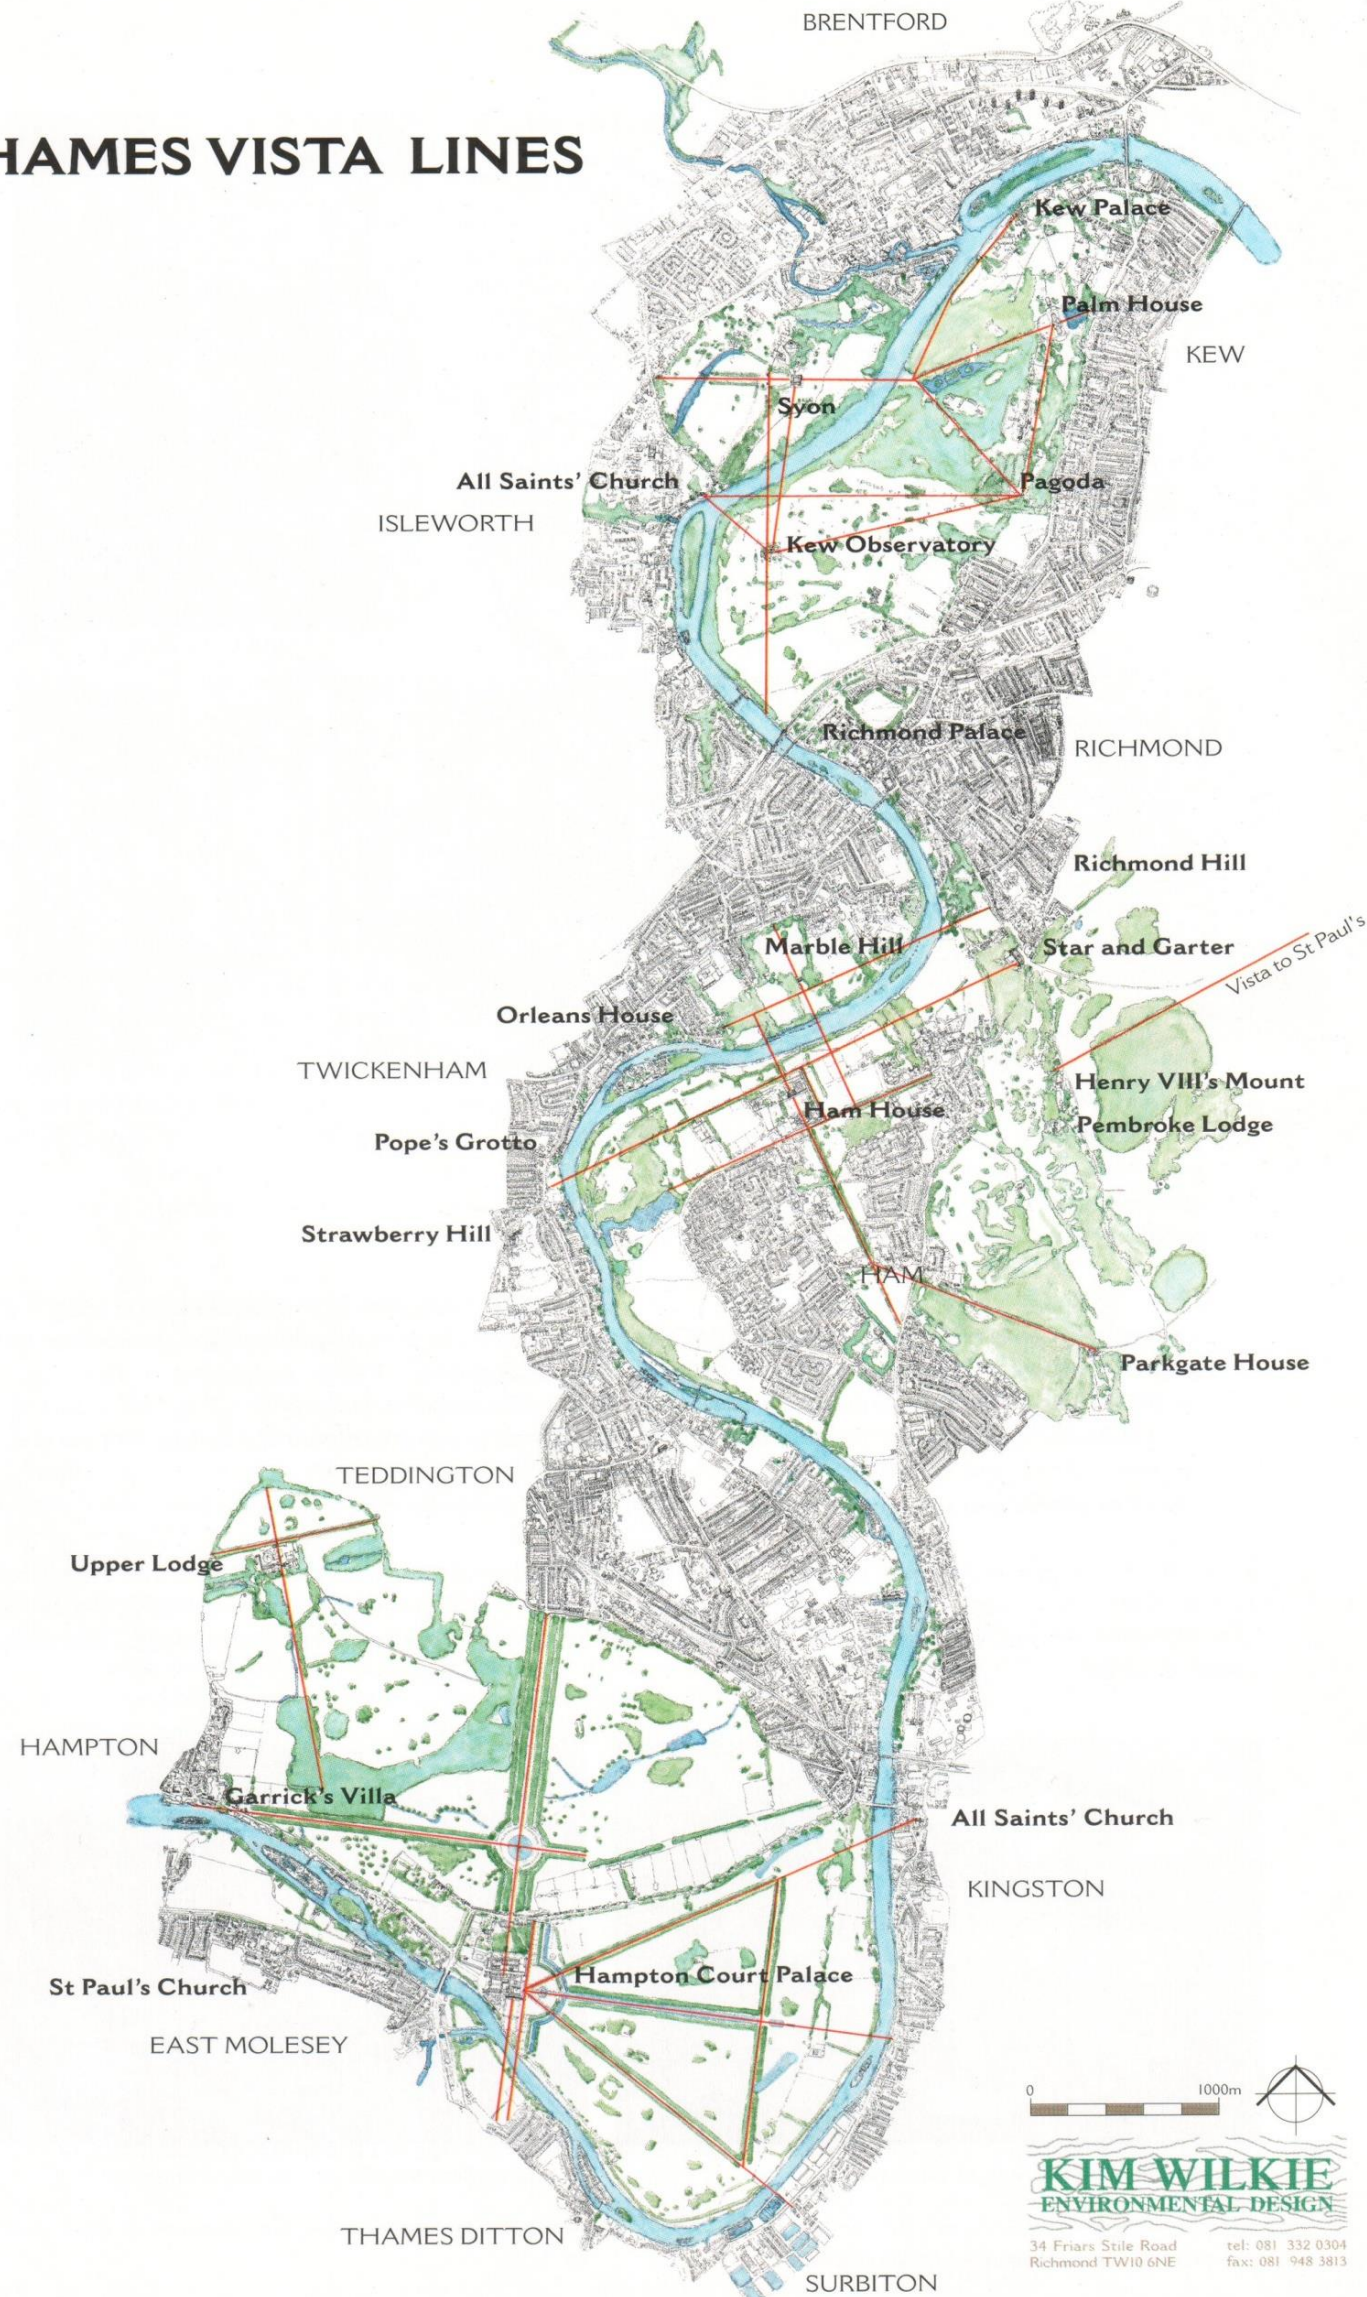 BRENTFORD
HAMES VISTA LINES
Kew Palace
Palm House
KEW
Syon
All Saints' Church
Pagoda
ISLEWORTH
Kew Observatory
Richmond Palace
RICHMOND
Richmond Hill
Marble Hill
Star and Garter
Vista to St Paul's
Orleans House
TWICKENHAM
Henry VIII's Mount
Ham House
Pembroke Lodge
Pope's Grotto
Strawberry Hill
HAM
Parkgate House
TEDDINGTON
Upper Lodge
HAMPTON
Garrick's Villa
All Saints' Church
KINGSTON
Hampton Court Palace
St Paul's Church
EAST MOLESEY
0 1000m
KIM WILKIE
ENVIRONMENTAL DESIGN
34 Friars Stile Road tel: 081 332 0304
Richmond TW10 6NE fax: 081 948 3813
THAMES DITTON
SURBITON